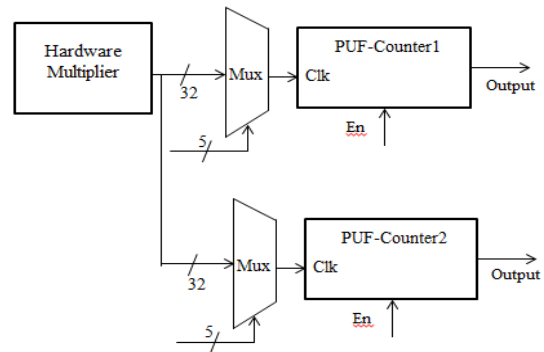 Hardware
Multiplier
32
Mux
5
PUF-Counter1
Clk
En
Output
32
Mux
5
PUF-Counter2
Clk
En
Output